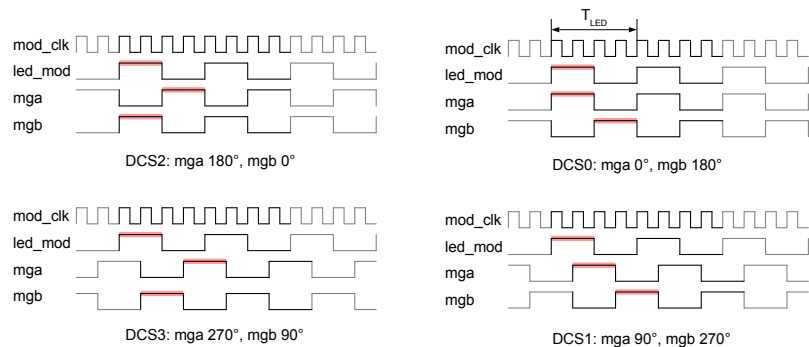 mod_clk
led_mod
mga
mgb
DCS2: mga 180°, mgb 0°
T LED
mod_clk
led_mod
mga
mgb
DCS0: mga 0°, mgb 180°
mod_clk
led_mod
mga
mgb
DCS3: mga 270°, mgb 90°
mod_clk
led_mod
mga
mgb
DCS1: mga 90°, mgb 270°